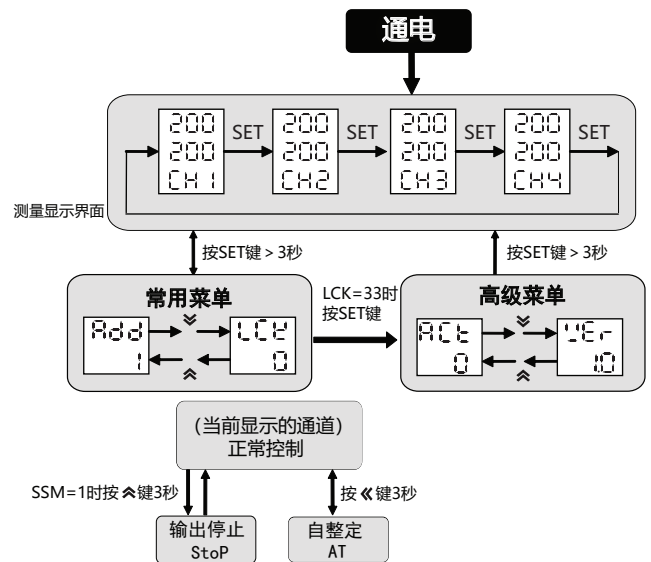 通电
200 SET 200 SET 200 SET 200 SET
200 200 200 200
CH1 CH2 CH3 CH4
测量显示界面
按SET键 > 3秒 按SET键 > 3秒
常用菜单 LCK=33时 高级菜单
按SET键
Add LCK ACt VEr
1 0 0 1.0
(当前显示的通道)
正常控制
SSM=1时按键3秒 按键3秒
输出停止 自整定
StoP AT